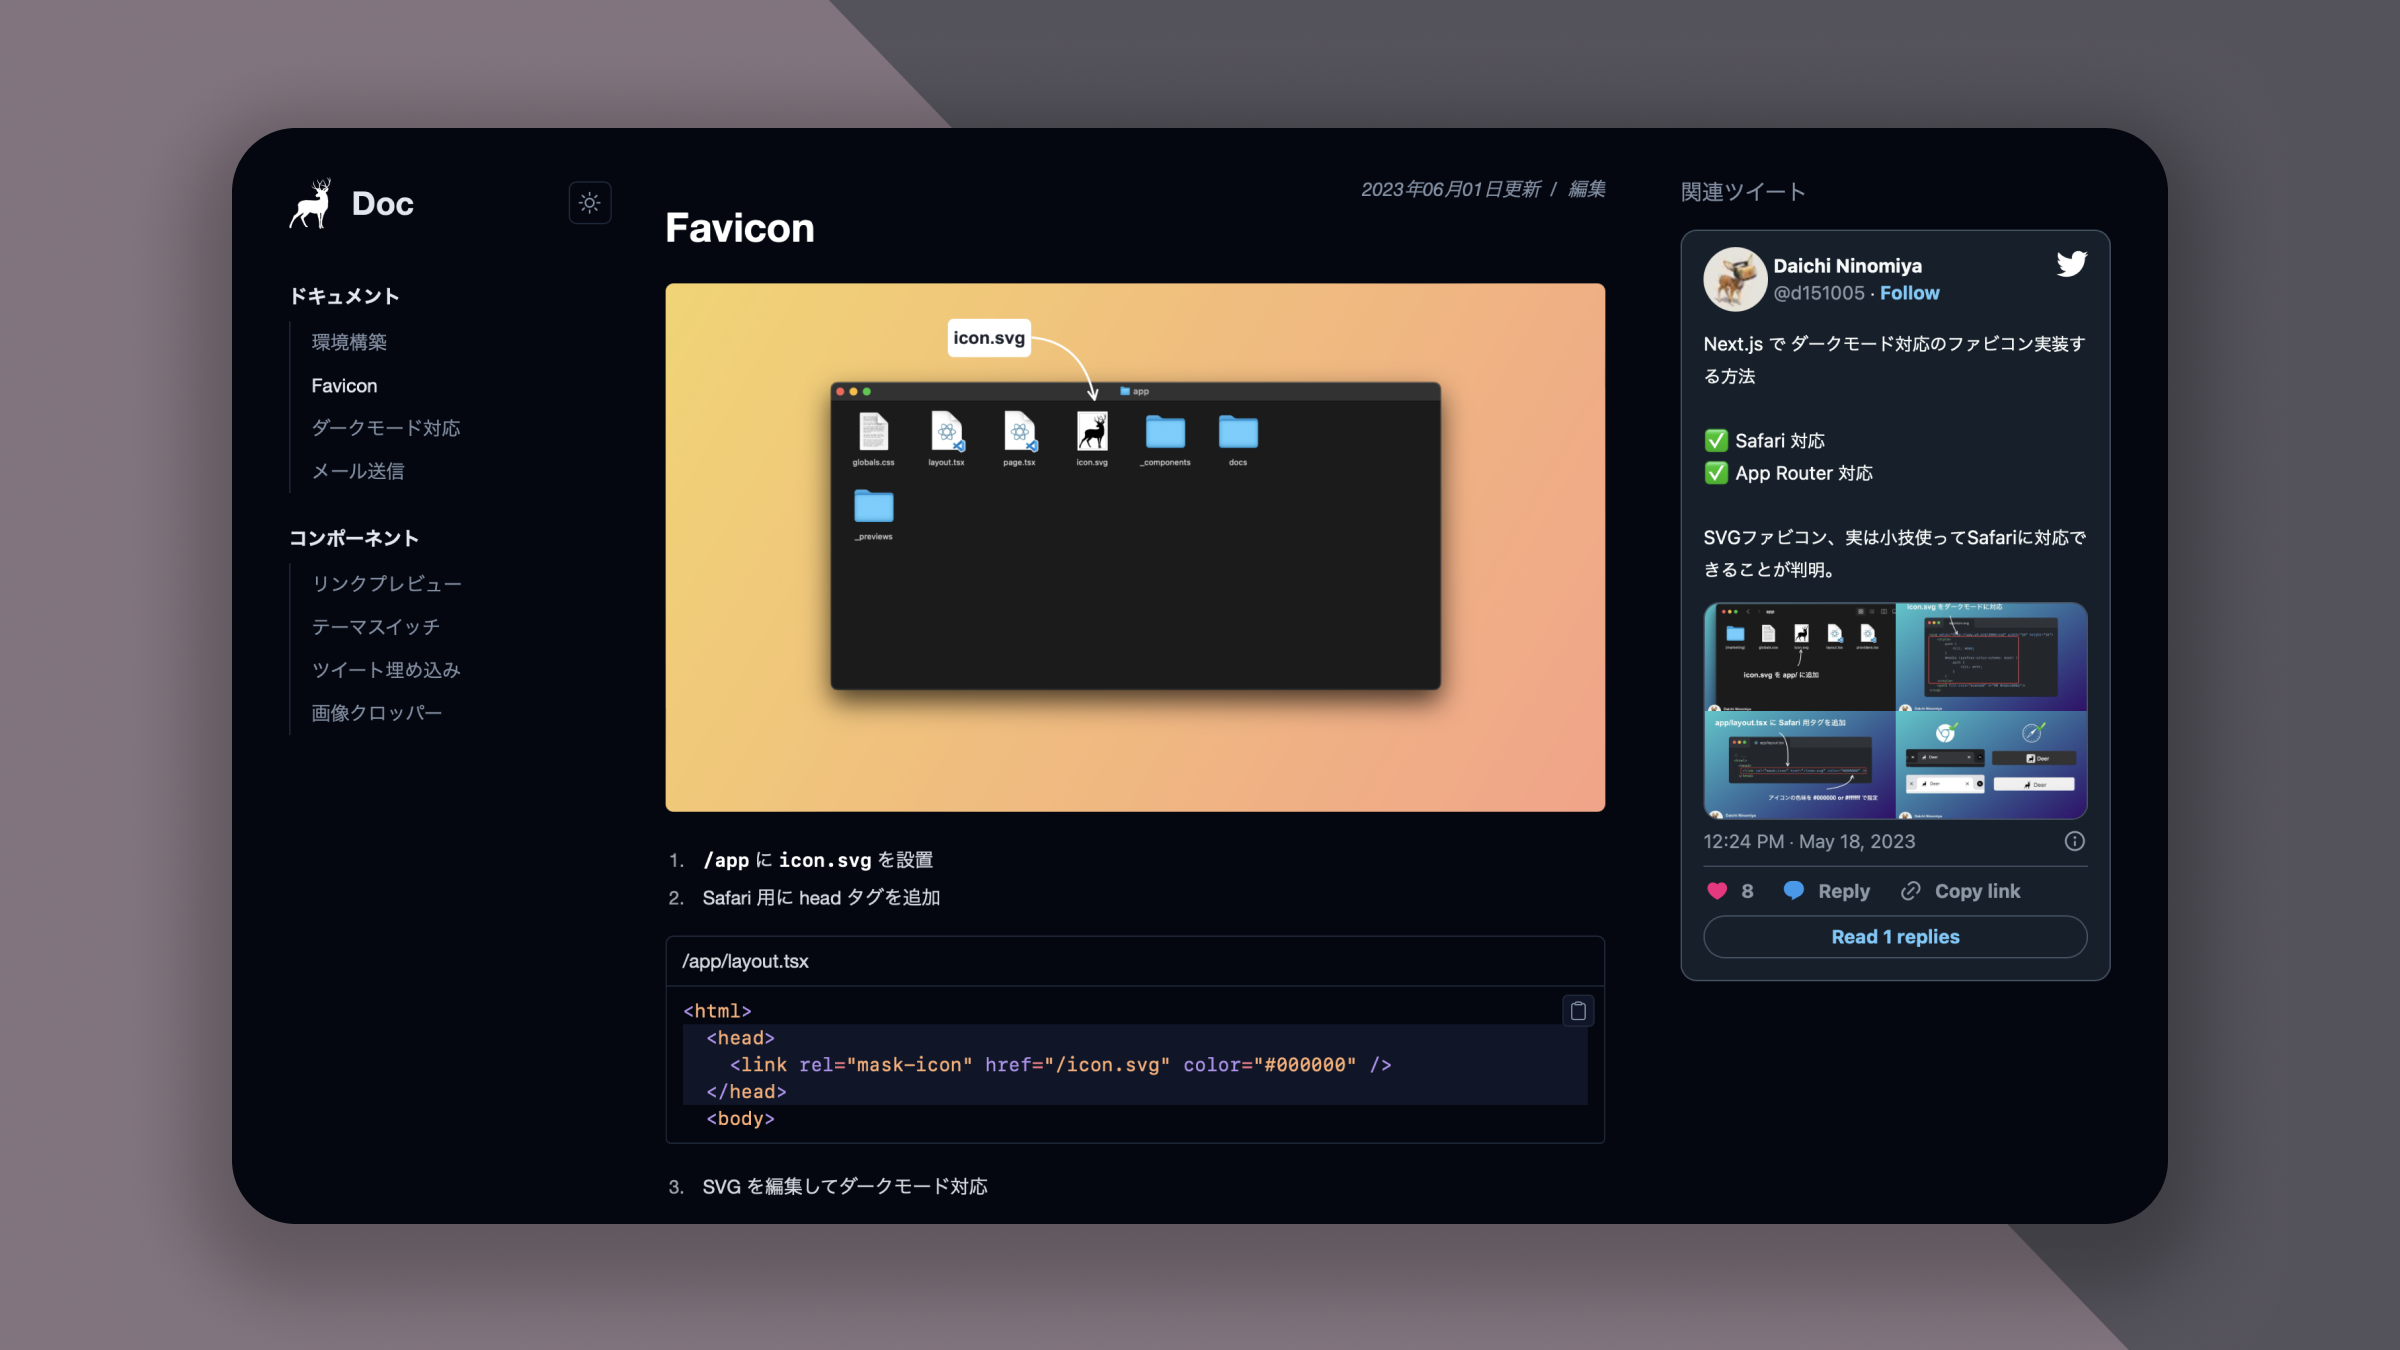 Doc
ドキュメント
環境構築
Favicon
ダークモード対応
メール送信
コンポーネント
リンクプレビュー
テーマスイッチ
ツイート埋め込み
画像クロッパー
2023年06月01日更新 / 編集
Favicon
icon.svg
app
globals.css
layout.tsx
page.tsx
icon.svg
_components
docs
_previews
1. /app に icon.svg を設置
2. Safari 用に head タグを追加
/app/layout.tsx
<html>
<head>
<link rel="mask-icon" href="/icon.svg" color="#000000" />
</head>
<body>
3. SVG を編集してダークモード対応
関連ツイート
Daichi Ninomiya
@d151005 · Follow
Next.js で ダークモード対応のファビコン実装す
る方法
✅ Safari 対応
✅ App Router 対応
SVGファビコン、実は小技使ってSafariに対応で
きることが判明。
icon.svg をダークモードに対応
icon.svg を app/ に追加
app/layout.tsx に Safari 用タグを追加
アイコンの色味を #000000 or #ffffff で指定
Deer
Deer
Deer
Deer
12:24 PM · May 18, 2023
8
Reply
Copy link
Read 1 replies